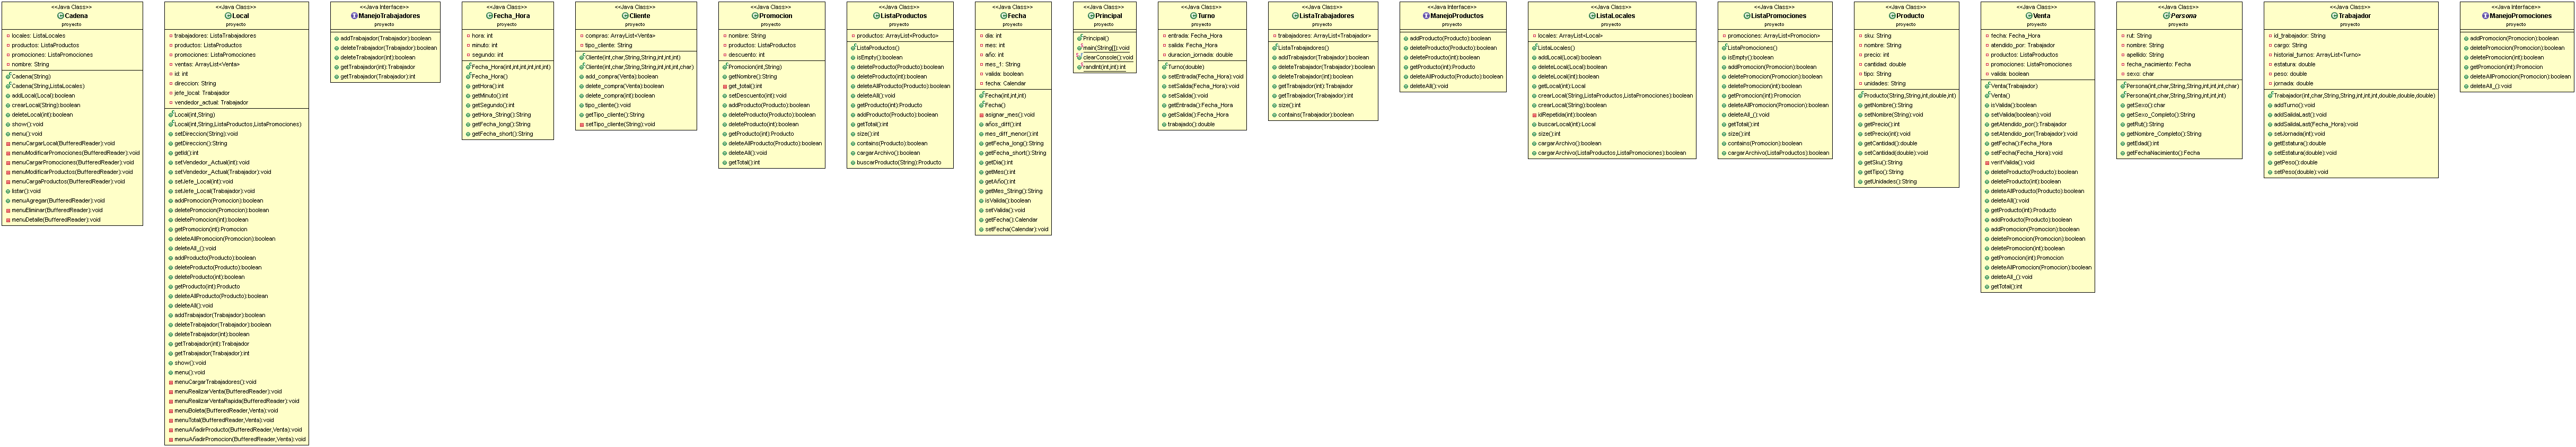 <<Java Class>>
Cadena
proyecto
locales: ListaLocales
productos: ListaProductos
promociones: ListaPromociones
nombre: String
Cadena(String)
Cadena(String,ListaLocales)
addLocal(Local):boolean
crearLocal(String):boolean
deleteLocal(int):boolean
show():void
menu():void
menuCargarLocal(BufferedReader):void
menuModificarPromociones(BufferedReader):void
menuCargarPromociones(BufferedReader):void
menuModificarProductos(BufferedReader):void
menuCargaProductos(BufferedReader):void
listar():void
menuAgregar(BufferedReader):void
menuEliminar(BufferedReader):void
menuDetalle(BufferedReader):void
<<Java Class>>
Local
proyecto
trabajadores: ListaTrabajadores
productos: ListaProductos
promociones: ListaPromociones
ventas: ArrayList<Venta>
id: int
direccion: String
jefe_local: Trabajador
vendedor_actual: Trabajador
Local(int,String)
Local(int,String,ListaProductos,ListaPromociones)
setDireccion(String):void
getDireccion():String
getId():int
setVendedor_Actual(int):void
setVendedor_Actual(Trabajador):void
setJefe_Local(int):void
setJefe_Local(Trabajador):void
addPromocion(Promocion):boolean
deletePromocion(Promocion):boolean
deletePromocion(int):boolean
getPromocion(int):Promocion
deleteAllPromocion(Promocion):boolean
deleteAll_():void
addProducto(Producto):boolean
deleteProducto(Producto):boolean
deleteProducto(int):boolean
getProducto(int):Producto
deleteAllProducto(Producto):boolean
deleteAll():void
addTrabajador(Trabajador):boolean
deleteTrabajador(Trabajador):boolean
deleteTrabajador(int):boolean
getTrabajador(int):Trabajador
getTrabajador(Trabajador):int
show():void
menu():void
menuCargarTrabajadores():void
menuRealizarVenta(BufferedReader):void
menuRealizarVentaRapida(BufferedReader):void
menuBoleta(BufferedReader,Venta):void
menuTotal(BufferedReader,Venta):void
menuAñadirProducto(BufferedReader,Venta):void
menuAñadirPromocion(BufferedReader,Venta):void
<<Java Interface>>
ManejoTrabajadores
proyecto
addTrabajador(Trabajador):boolean
deleteTrabajador(Trabajador):boolean
deleteTrabajador(int):boolean
getTrabajador(int):Trabajador
getTrabajador(Trabajador):int
<<Java Class>>
Fecha_Hora
proyecto
hora: int
minuto: int
segundo: int
Fecha_Hora(int,int,int,int,int,int)
Fecha_Hora()
getHora():int
getMinuto():int
getSegundo():int
getHora_String():String
getFecha_long():String
getFecha_short():String
<<Java Class>>
Cliente
proyecto
compras: ArrayList<Venta>
tipo_cliente: String
Cliente(int,char,String,String,int,int,int)
Cliente(int,char,String,String,int,int,int,char)
add_compra(Venta):boolean
delete_compra(Venta):boolean
delete_compra(int):boolean
tipo_cliente():void
getTipo_cliente():String
setTipo_cliente(String):void
<<Java Class>>
Promocion
proyecto
nombre: String
productos: ListaProductos
descuento: int
Promocion(int,String)
getNombre():String
get_total():int
setDescuento(int):void
addProducto(Producto):boolean
deleteProducto(Producto):boolean
deleteProducto(int):boolean
getProducto(int):Producto
deleteAllProducto(Producto):boolean
deleteAll():void
getTotal():int
<<Java Class>>
ListaProductos
proyecto
productos: ArrayList<Producto>
ListaProductos()
isEmpty():boolean
deleteProducto(Producto):boolean
deleteProducto(int):boolean
deleteAllProducto(Producto):boolean
deleteAll():void
getProducto(int):Producto
addProducto(Producto):boolean
getTotal():int
size():int
contains(Producto):boolean
cargarArchivo():boolean
buscarProducto(String):Producto
<<Java Class>>
Fecha
proyecto
dia: int
mes: int
año: int
mes_1: String
valida: boolean
fecha: Calendar
Fecha(int,int,int)
Fecha()
asignar_mes():void
años_diff():int
mes_diff_menor():int
getFecha_long():String
getFecha_short():String
getDia():int
getMes():int
getAño():int
getMes_String():String
isValida():boolean
setValida():void
getFecha():Calendar
setFecha(Calendar):void
<<Java Class>>
Principal
proyecto
Principal()
main(String[]):void
clearConsole():void
randInt(int,int):int
<<Java Class>>
Turno
proyecto
entrada: Fecha_Hora
salida: Fecha_Hora
duracion_jornada: double
Turno(double)
setEntrada(Fecha_Hora):void
setSalida(Fecha_Hora):void
setSalida():void
getEntrada():Fecha_Hora
getSalida():Fecha_Hora
trabajado():double
<<Java Class>>
ListaTrabajadores
proyecto
trabajadores: ArrayList<Trabajador>
ListaTrabajadores()
addTrabajador(Trabajador):boolean
deleteTrabajador(Trabajador):boolean
deleteTrabajador(int):boolean
getTrabajador(int):Trabajador
getTrabajador(Trabajador):int
size():int
contains(Trabajador):boolean
<<Java Interface>>
ManejoProductos
proyecto
addProducto(Producto):boolean
deleteProducto(Producto):boolean
deleteProducto(int):boolean
getProducto(int):Producto
deleteAllProducto(Producto):boolean
deleteAll():void
<<Java Class>>
ListaLocales
proyecto
locales: ArrayList<Local>
ListaLocales()
addLocal(Local):boolean
deleteLocal(Local):boolean
deleteLocal(int):boolean
getLocal(int):Local
crearLocal(String,ListaProductos,ListaPromociones):boolean
crearLocal(String):boolean
idRepetida(int):boolean
buscarLocal(int):Local
size():int
cargarArchivo():boolean
cargarArchivo(ListaProductos,ListaPromociones):boolean
<<Java Class>>
ListaPromociones
proyecto
promociones: ArrayList<Promocion>
ListaPromociones()
isEmpty():boolean
addPromocion(Promocion):boolean
deletePromocion(Promocion):boolean
deletePromocion(int):boolean
getPromocion(int):Promocion
deleteAllPromocion(Promocion):boolean
deleteAll_():void
getTotal():int
size():int
contains(Promocion):boolean
cargarArchivo(ListaProductos):boolean
<<Java Class>>
Producto
proyecto
sku: String
nombre: String
precio: int
cantidad: double
tipo: String
unidades: String
Producto(String,String,int,double,int)
getNombre():String
setNombre(String):void
getPrecio():int
setPrecio(int):void
getCantidad():double
setCantidad(double):void
getSku():String
getTipo():String
getUnidades():String
<<Java Class>>
Venta
proyecto
fecha: Fecha_Hora
atendido_por: Trabajador
productos: ListaProductos
promociones: ListaPromociones
valida: boolean
Venta(Trabajador)
Venta()
isValida():boolean
setValida(boolean):void
getAtendido_por():Trabajador
setAtendido_por(Trabajador):void
getFecha():Fecha_Hora
setFecha(Fecha_Hora):void
verifValida():void
deleteProducto(Producto):boolean
deleteProducto(int):boolean
deleteAllProducto(Producto):boolean
deleteAll():void
getProducto(int):Producto
addProducto(Producto):boolean
addPromocion(Promocion):boolean
deletePromocion(Promocion):boolean
deletePromocion(int):boolean
getPromocion(int):Promocion
deleteAllPromocion(Promocion):boolean
deleteAll_():void
getTotal():int
<<Java Class>>
Persona
proyecto
rut: String
nombre: String
apellido: String
fecha_nacimiento: Fecha
sexo: char
Persona(int,char,String,String,int,int,int,char)
Persona(int,char,String,String,int,int,int)
getSexo():char
getSexo_Completo():String
getRut():String
getNombre_Completo():String
getEdad():int
getFechaNacimiento():Fecha
<<Java Class>>
Trabajador
proyecto
id_trabajador: String
cargo: String
historial_turnos: ArrayList<Turno>
estatura: double
peso: double
jornada: double
Trabajador(int,char,String,String,int,int,int,double,double,double)
addTurno():void
addSalidaLast():void
addSalidaLast(Fecha_Hora):void
setJornada(int):void
getEstatura():double
setEstatura(double):void
getPeso():double
setPeso(double):void
<<Java Interface>>
ManejoPromociones
proyecto
addPromocion(Promocion):boolean
deletePromocion(Promocion):boolean
deletePromocion(int):boolean
getPromocion(int):Promocion
deleteAllPromocion(Promocion):boolean
deleteAll_():void